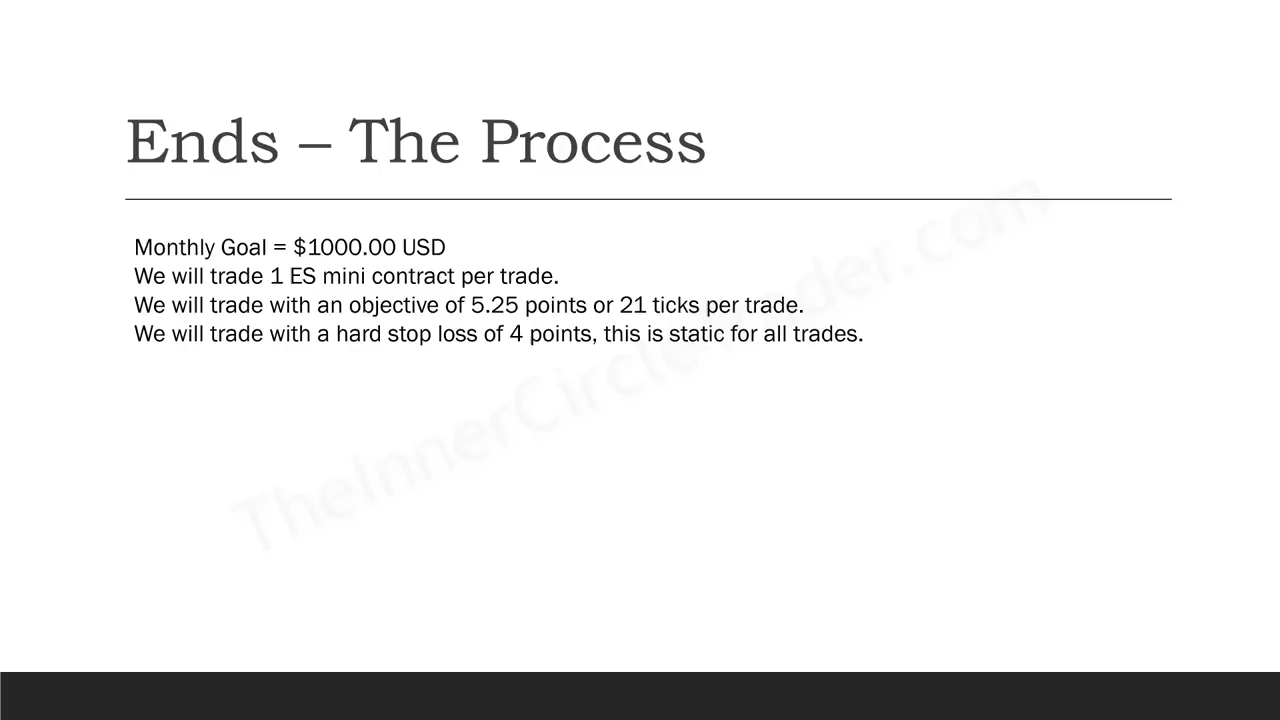 Ends – The Process
Monthly Goal = $1000.00 USD
We will trade 1 ES mini contract per trade.
We will trade with an objective of 5.25 points or 21 ticks per trade.
We will trade with a hard stop loss of 4 points, this is static for all trades.
TheInnerCircleTrader.com